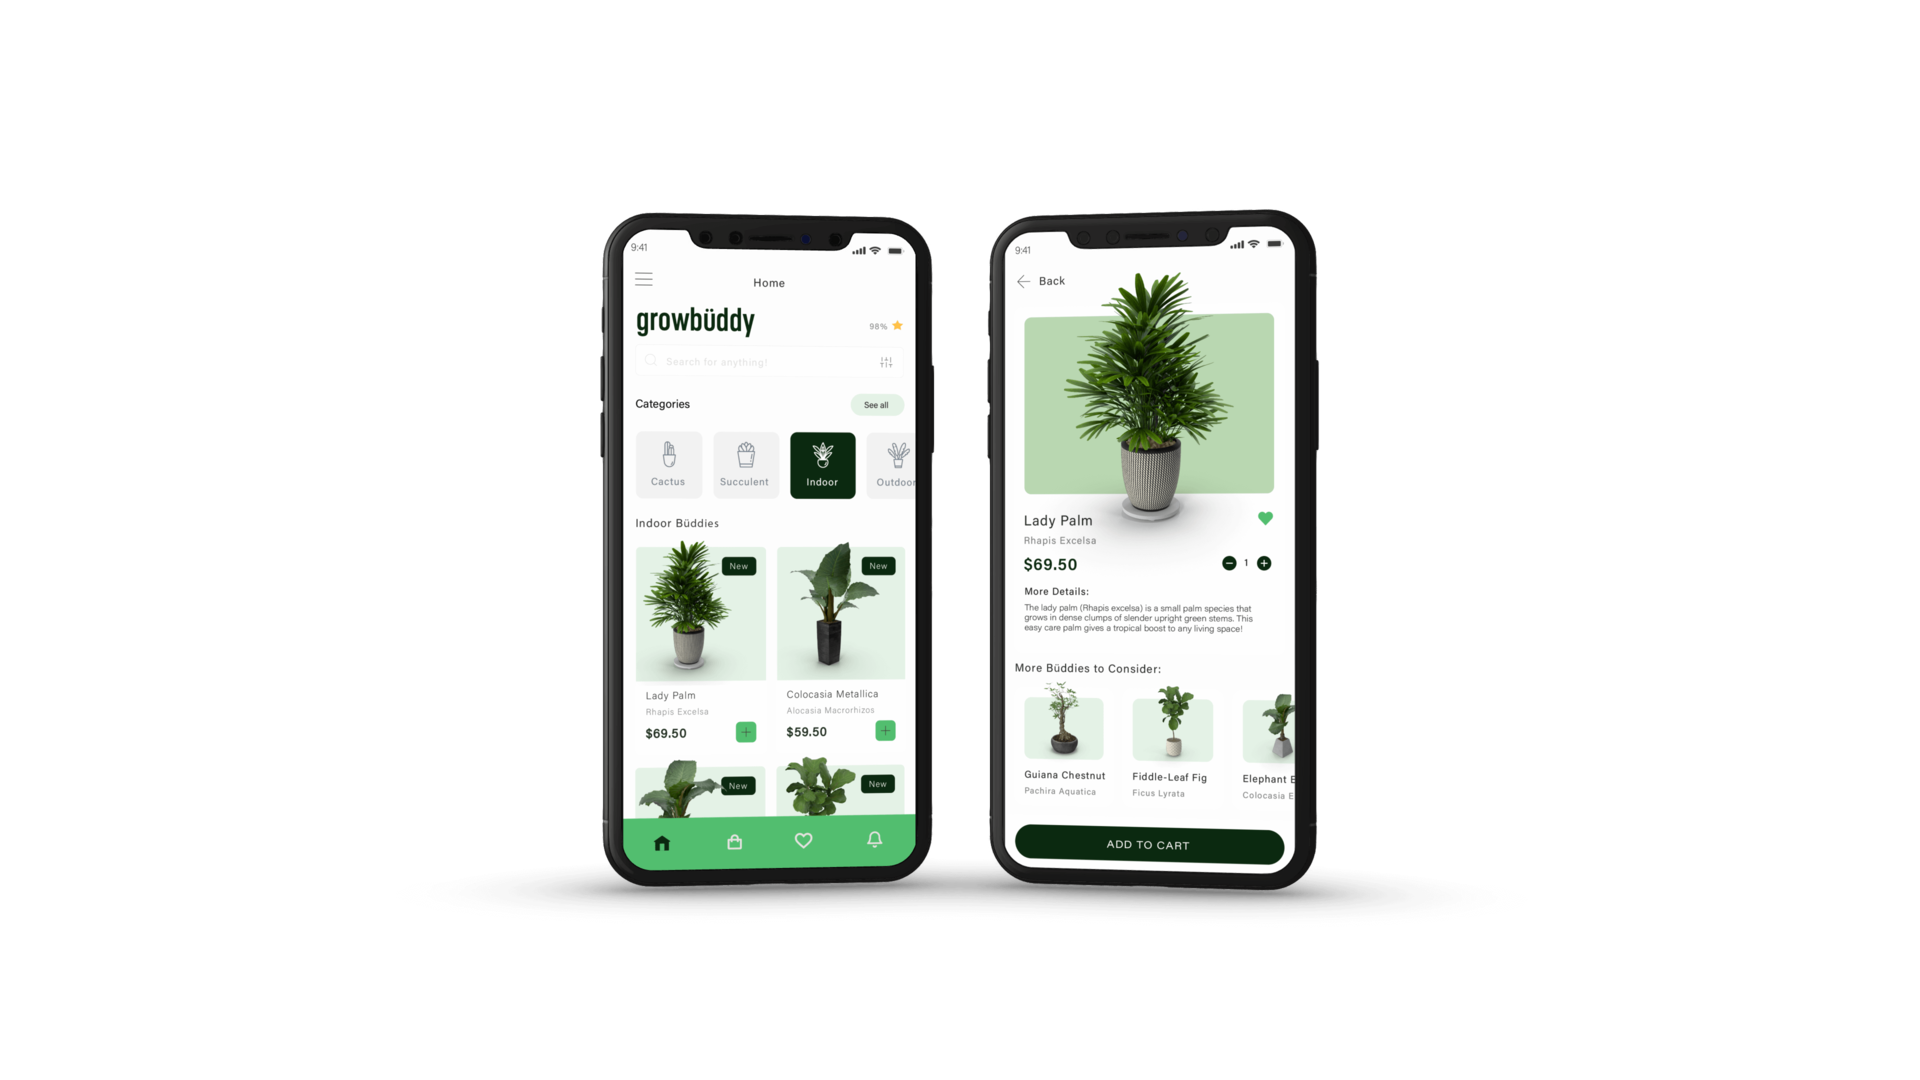 9:41
Home
growbüddy
98%
Search for anything!
Categories
See all
Cactus
Succulent
Indoor
Outdoor
Indoor Büddies
New
New
Lady Palm
Rhapis Excelsa
$69.50
Colocasia Metallica
Alocasia Macrorhizos
$59.50
New
New
9:41
Back
Lady Palm
Rhapis Excelsa
$69.50
1
More Details:
The lady palm (Rhapis excelsa) is a small palm species that
grows in dense clumps of slender upright green stems. This
easy care palm gives a tropical boost to any living space!
More Büddies to Consider:
Guiana Chestnut
Pachira Aquatica
Fiddle-Leaf Fig
Ficus Lyrata
Elephant E
Colocasia E
ADD TO CART